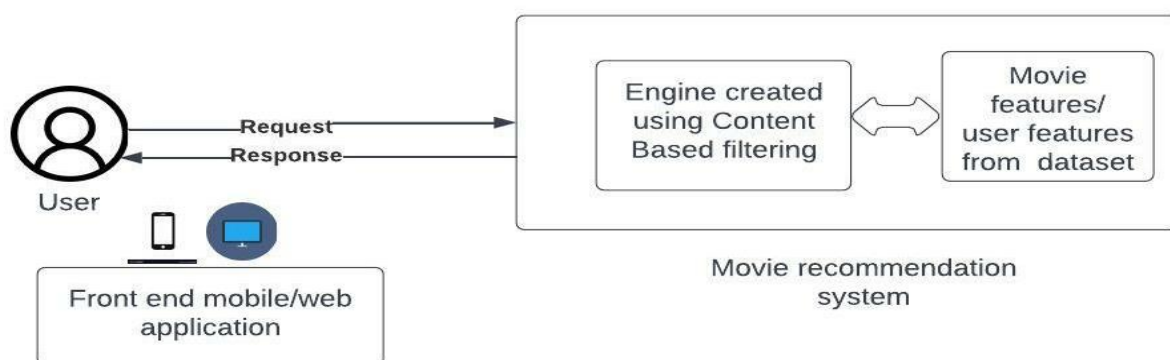 Request
Response
User
Front end mobile/web
application
Engine created
using Content
Based filtering
Movie
features/
user features
from dataset
Movie recommendation
system